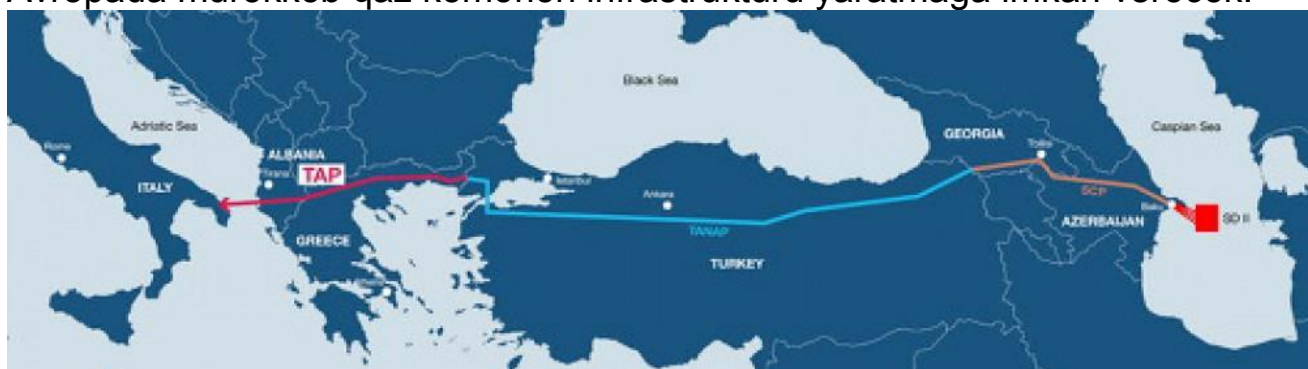 Avropada mürəkkəb qaz infrastrukturu yaratmağa imkan verəcək.
Black Sea
Adriatic Sea
Caspian Sea
GEORGIA
Rome
ALBANIA
Tbilisi
Tirana
TAP
ITALY
Istanbul
Ankara
SCP
Baku
SD II
AZERBAIJAN
GREECE
TANAP
TURKEY